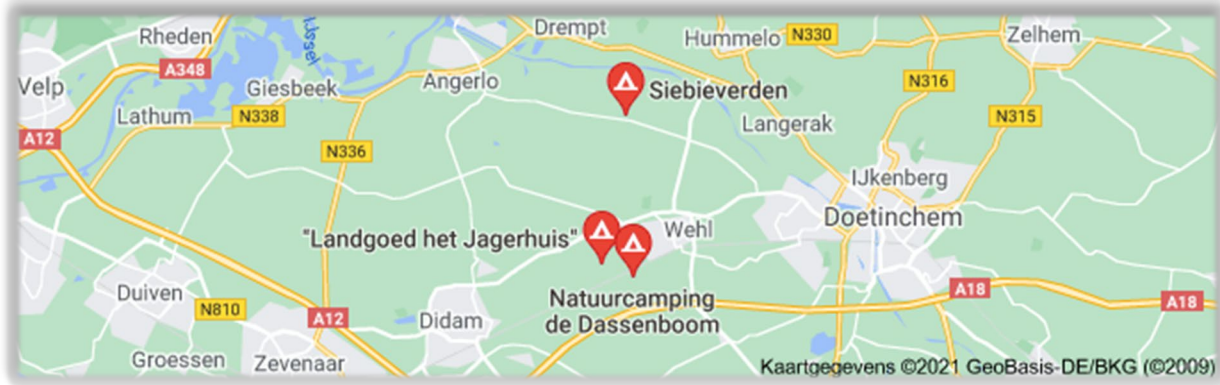 Rheden
Drempt
Hummelo
N330
Zelhem
IJssel
A348
Velp
Giesbeek
Angerlo
Siebieverden
N316
Lathum
N338
Langerak
N315
A12
N336
IJkenberg
"Landgoed het Jagerhuis"
Wehl
Doetinchem
Natuurcamping
de Dassenboom
Duiven
N810
A12
Didam
A18
A18
Groessen
Zevenaar
Kaartgegevens ©2021 GeoBasis-DE/BKG (©2009)